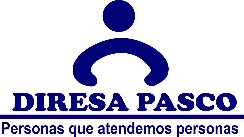 DIRESA PASCO
Personas que atendemos personas